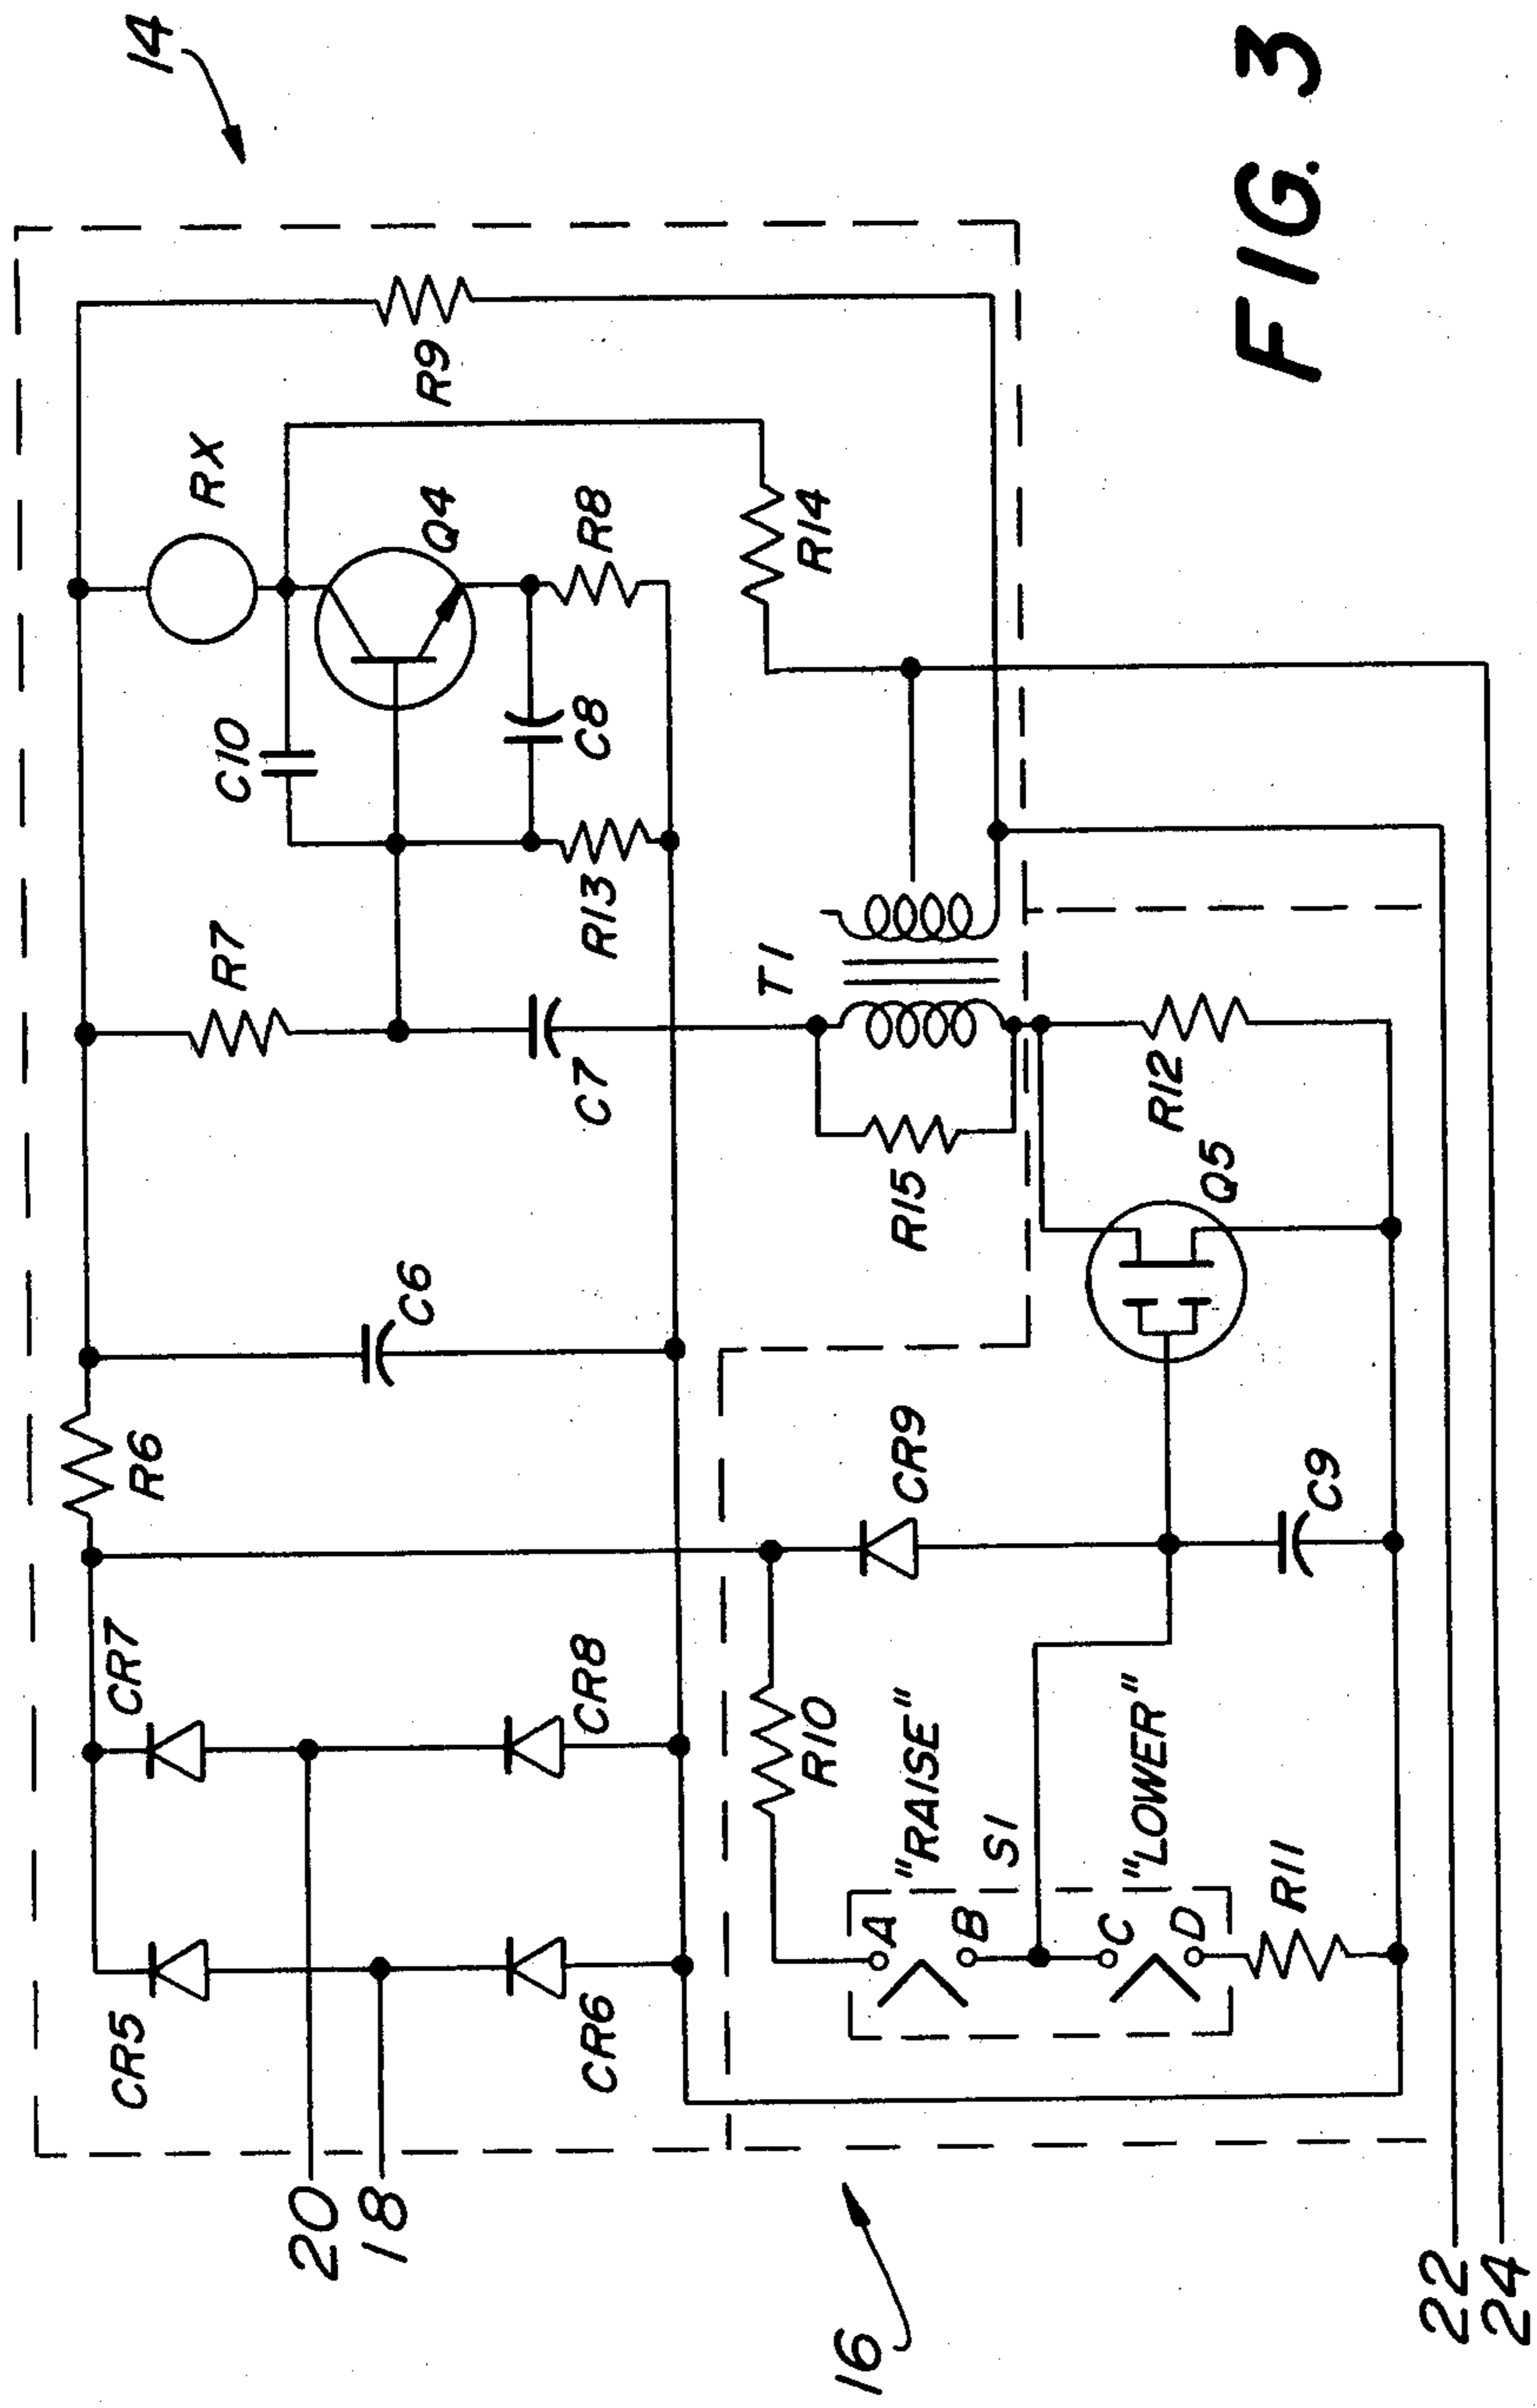 14
CR5
CR7
R6
C6
R7
C10
RX
R9
Q4
20
18
CR6
CR8
C7
R13
C8
R8
T1
R14
R15
R10
"RAISE"
CR9
A
B
S1
C
"LOWER"
D
R11
C9
Q5
R12
16
22
24
FIG. 3